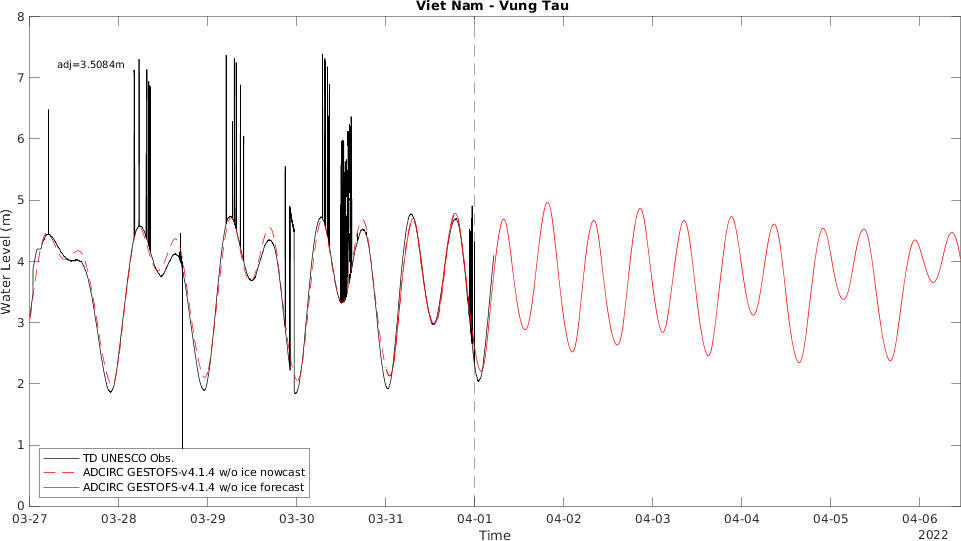 Viet Nam - Vung Tau
adj=3.5084m
Water Level (m)
8
7
6
5
4
3
2
1
0
TD UNESCO Obs.
ADCIRC GESTOFS-v4.1.4 w/o ice nowcast
ADCIRC GESTOFS-v4.1.4 w/o ice forecast
03-27 03-28 03-29 03-30 03-31 04-01 04-02 04-03 04-04 04-05 04-06
Time
2022